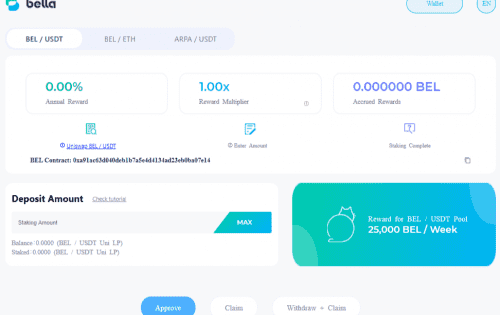 bella
Wallet
EN
BEL / USDT
BEL / ETH
ARPA / USDT
0.00%
1.00x
0.000000 BEL
Annual Reward
Reward Multiplier
Accrued Rewards
Uniswap BEL / USDT
Enter Amount
Staking Complete
BEL Contract: 0xa91ac63d040deb1b7a5e4d4134ad23eb0ba07e14
Deposit Amount
Check tutorial
Staking Amount
MAX
Balance:0.0000 (BEL / USDT Uni LP)
Staked:0.0000 (BEL / USDT Uni LP)
Reward for BEL / USDT Pool
25,000 BEL / Week
Approve
Claim
Withdraw + Claim